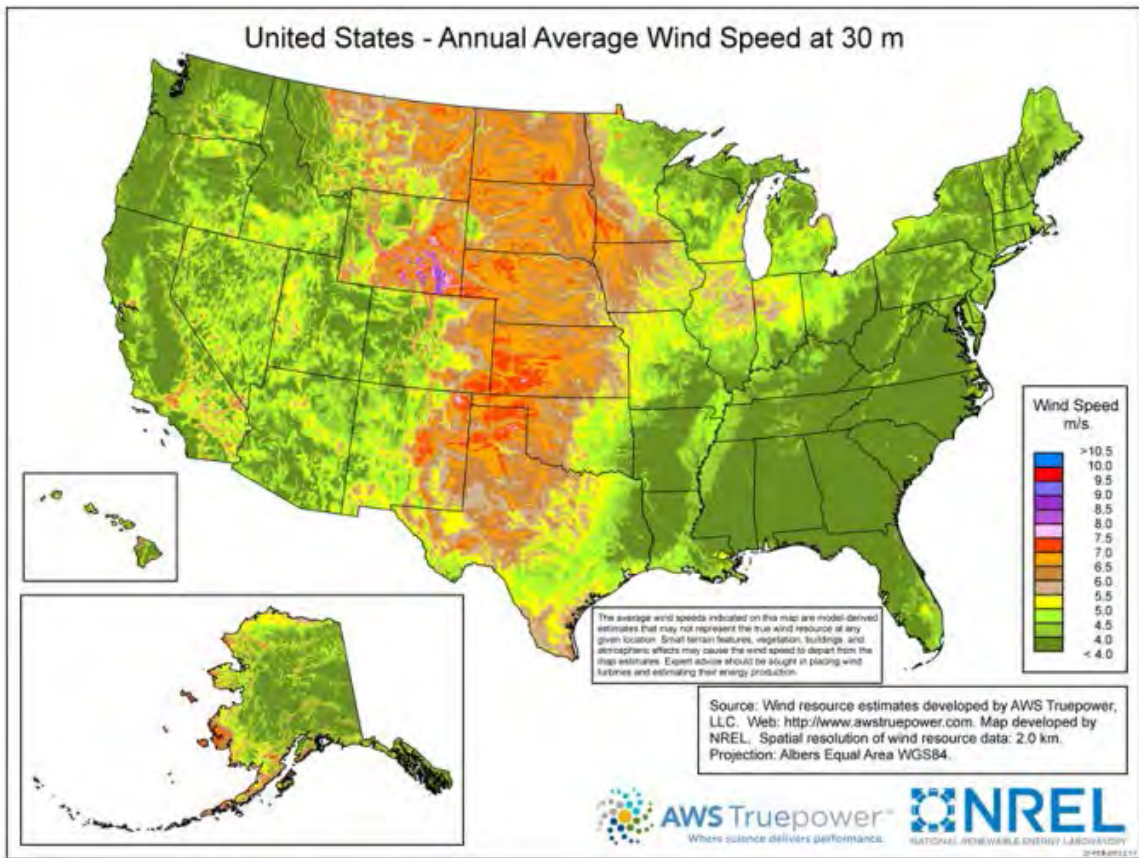 United States - Annual Average Wind Speed at 30 m
Wind Speed
m/s
>10.5
10.0
9.5
9.0
8.5
8.0
7.5
7.0
6.5
6.0
5.5
5.0
4.5
4.0
< 4.0
The average wind speeds indicated on this map are model-derived
estimates that may not represent the true wind resource at any
given location. Small terrain features, vegetation, buildings, and
atmospheric effects may cause the wind speed to depart from the
map estimates. Expert advice should be sought in placing wind
turbines and estimating their energy production.
Source: Wind resource estimates developed by AWS Truepower,
LLC. Web: http://www.awstruepower.com. Map developed by
NREL. Spatial resolution of wind resource data: 2.0 km.
Projection: Albers Equal Area WGS84.
AWS Truepower
Where science delivers performance.
NREL
NATIONAL RENEWABLE ENERGY LABORATORY